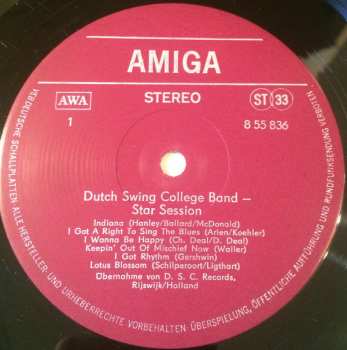 AMIGA
AWA
STEREO
ST 33
1
8 55 836
Dutch Swing College Band –
Star Session
Indiana (Hanley/Ballard/McDonald)
I Got A Right To Sing The Blues (Arlen/Koehler)
I Wanna Be Happy (Ch. Deal/D. Deal)
Keepin' Out Of Mischief Now (Waller)
I Got Rhythm (Gershwin)
Lotus Blossom (Schilperoort/Ligthart)
Übernahme von D. S. C. Records,
Rijswijk/Holland
VEB DEUTSCHE SCHALLPLATTEN · ALLE HERSTELLER- UND URHEBERRECHTE VORBEHALTEN · ÜBERSPIELUNG, ÖFFENTLICHE AUFFÜHRUNG UND RUNDFUNKSENDUNG VERBOTEN ·